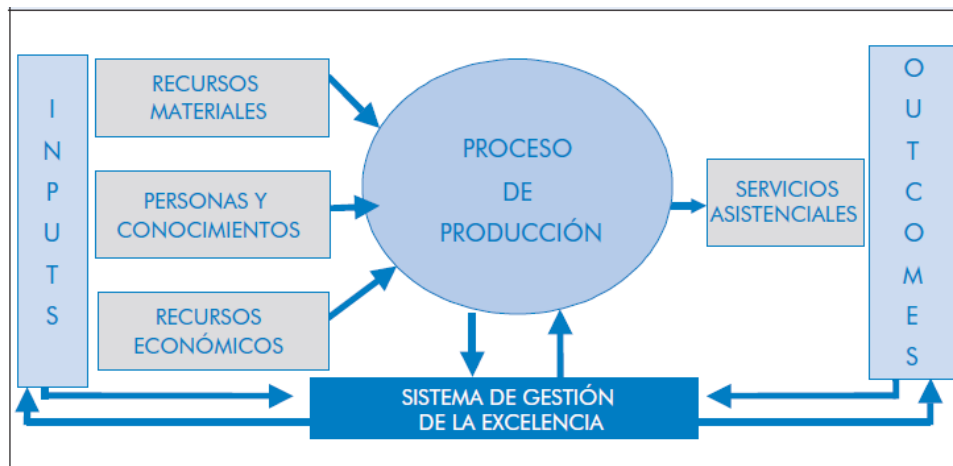 INPUTS
RECURSOS
MATERIALES
PERSONAS Y
CONOCIMIENTOS
RECURSOS
ECONÓMICOS
PROCESO
DE
PRODUCCIÓN
SERVICIOS
ASISTENCIALES
OUTCOMES
SISTEMA DE GESTIÓN
DE LA EXCELENCIA